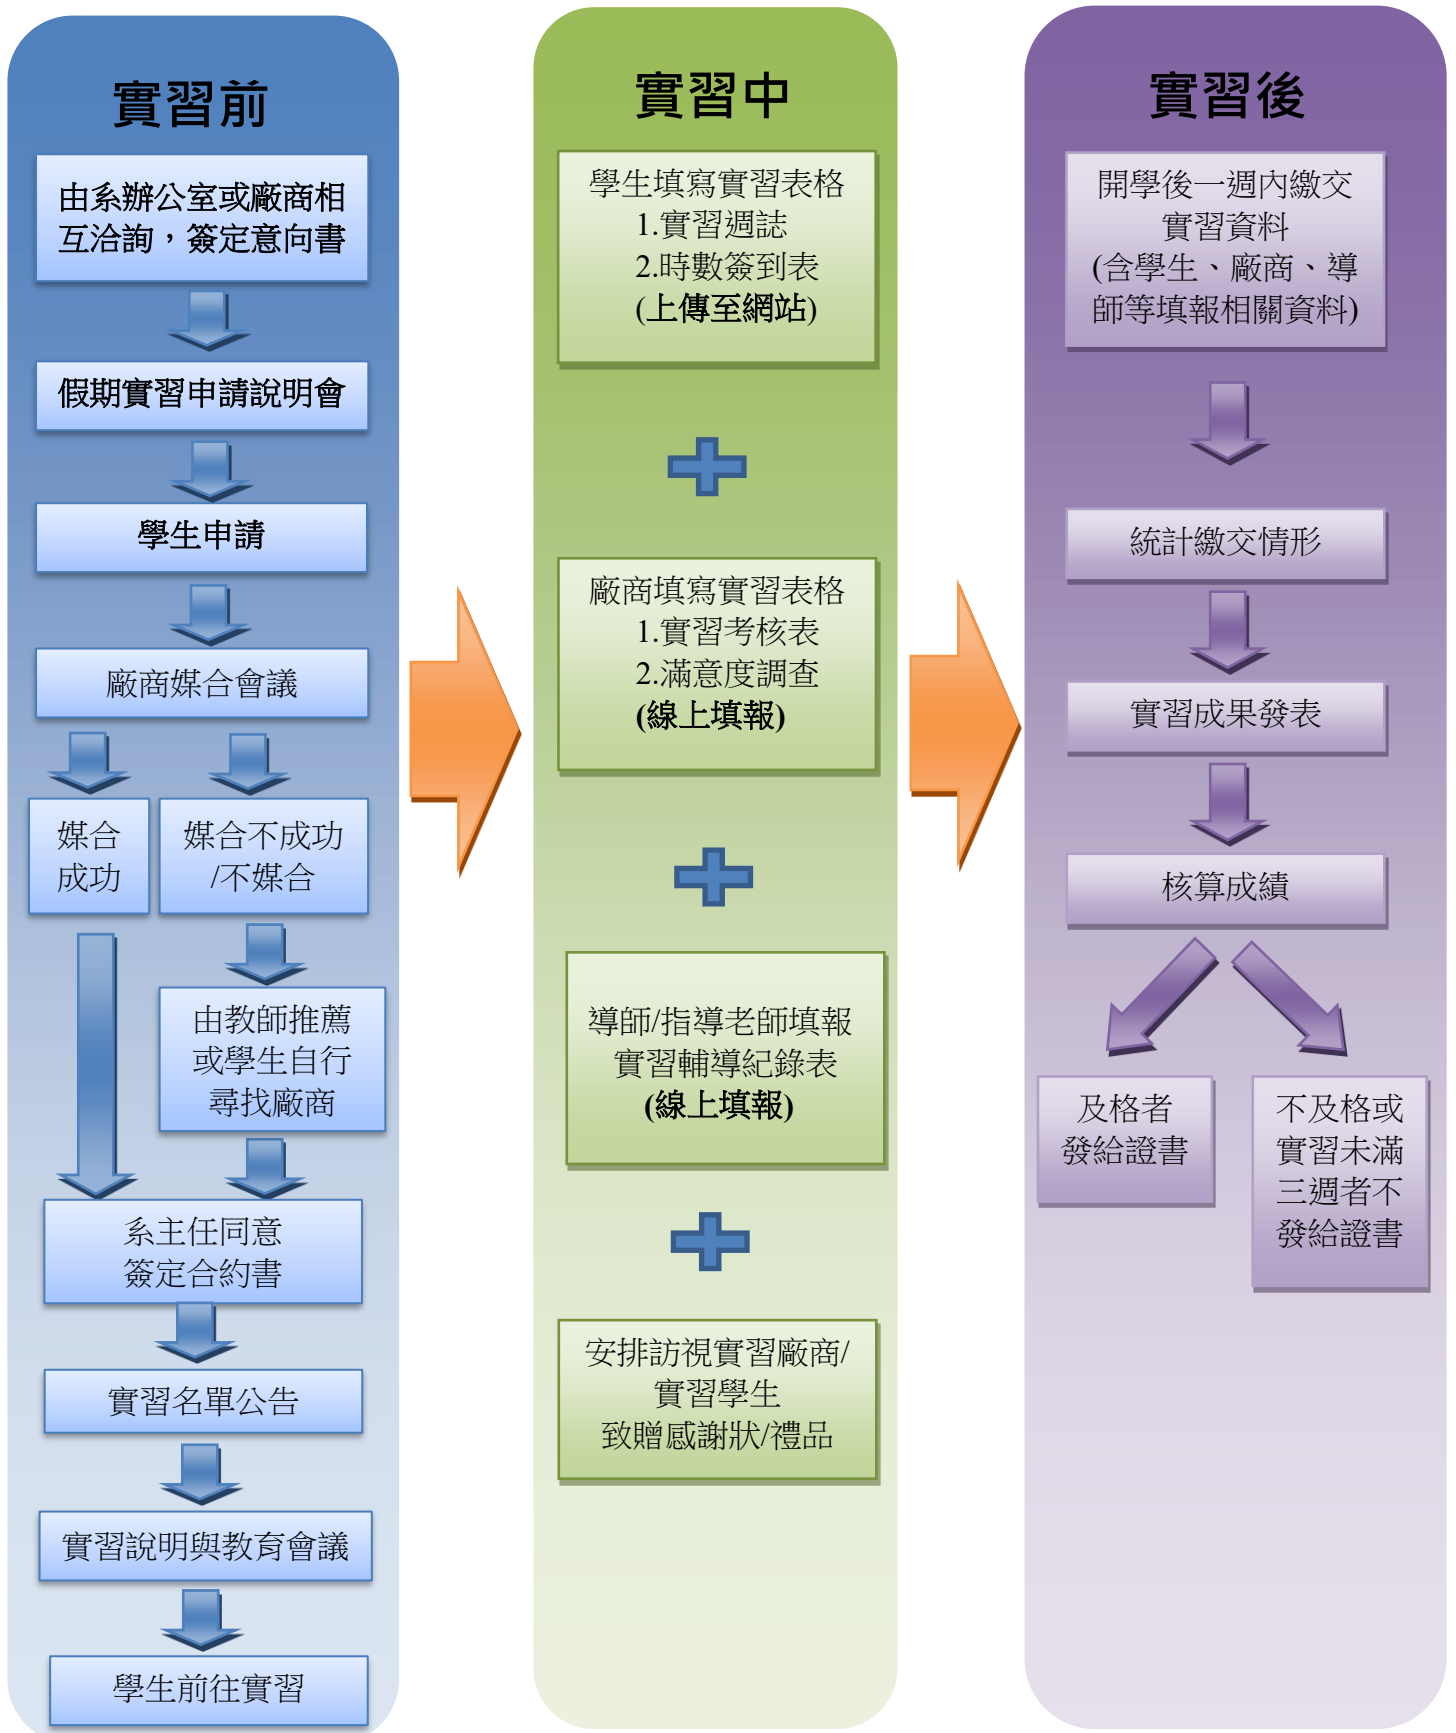 實習前
由系辦公室或廠商相
互洽詢，簽定意向書
假期實習申請說明會
學生申請
廠商媒合會議
媒合
成功
媒合不成功
/不媒合
由教師推薦
或學生自行
尋找廠商
系主任同意
簽定合約書
實習名單公告
實習說明與教育會議
學生前往實習
實習中
學生填寫實習表格
1.實習週誌
2.時數簽到表
(上傳至網站)
廠商填寫實習表格
1.實習考核表
2.滿意度調查
(線上填報)
導師/指導老師填報
實習輔導紀錄表
(線上填報)
安排訪視實習廠商/
實習學生
致贈感謝狀/禮品
實習後
開學後一週內繳交
實習資料
(含學生、廠商、導
師等填報相關資料)
統計繳交情形
實習成果發表
核算成績
及格者
發給證書
不及格或
實習未滿
三週者不
發給證書